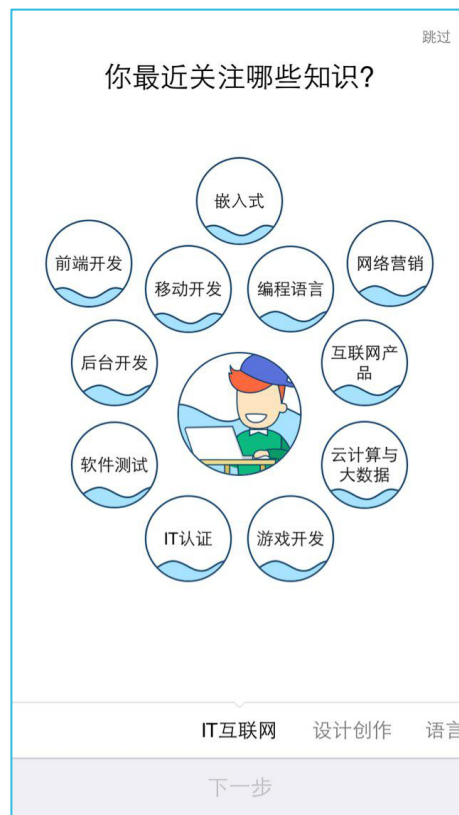 跳过
你最近关注哪些知识?
嵌入式
前端开发
移动开发
编程语言
网络营销
后台开发
互联网产
品
软件测试
云计算与
大数据
IT认证
游戏开发
IT互联网
设计创作
语言
下一步